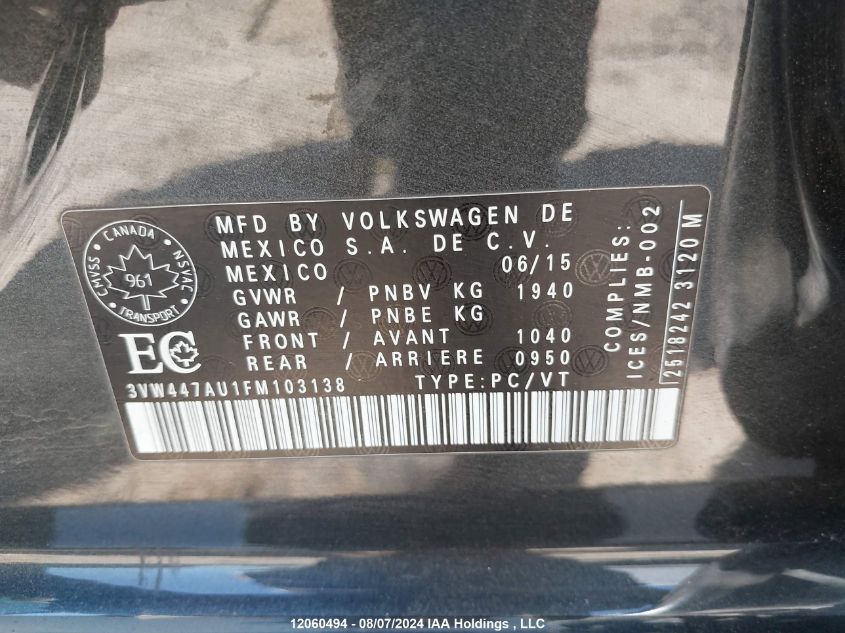 CANADA
CMVSS
NSVAC
961
TRANSPORT
EC
MFD BY VOLKSWAGEN DE
MEXICO S.A. DE C.V.
MEXICO 06/15
GVWR / PNBV KG 1940
GAWR / PNBE KG
FRONT / AVANT 1040
REAR / ARRIERE 0950
3VW447AU1FM103138 TYPE:PC/VT
COMPLIES:
ICES/NMB-002
2518242 3120 M
12060494 - 08/07/2024 IAA Holdings , LLC